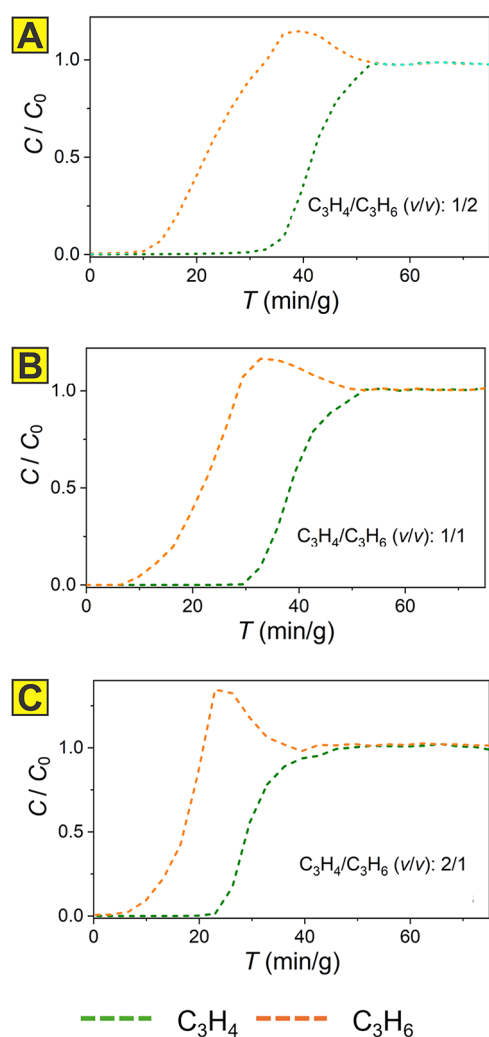 A
C / C₀
1.0
0.5
0.0
C₃H₄/C₃H₆ (v/v): 1/2
0 20 40 60
T (min/g)
B
C / C₀
1.0
0.5
0.0
C₃H₄/C₃H₆ (v/v): 1/1
0 20 40 60
T (min/g)
C
C / C₀
1.0
0.5
0.0
C₃H₄/C₃H₆ (v/v): 2/1
0 20 40 60
T (min/g)
C₃H₄ C₃H₆